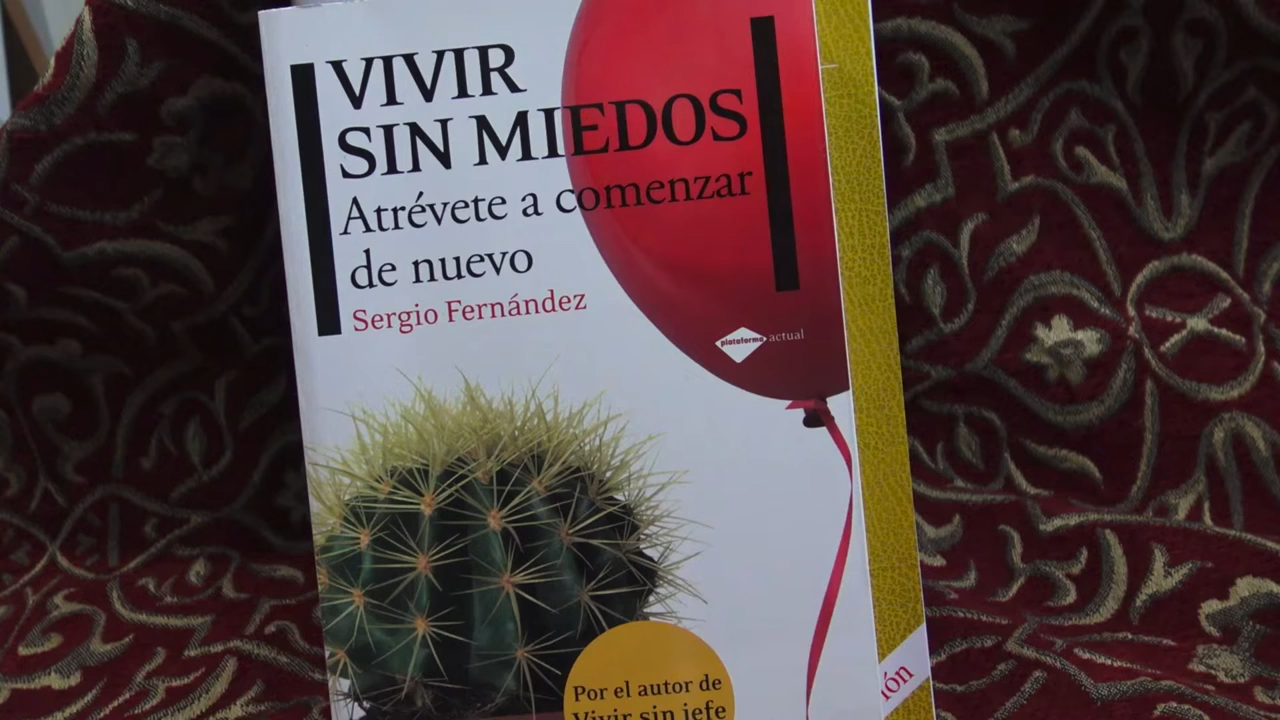 VIVIR
SIN MIEDOS
Atrévete a comenzar
de nuevo
Sergio Fernández
plataforma actual
Por el autor de
Vivir sin jefe
ión